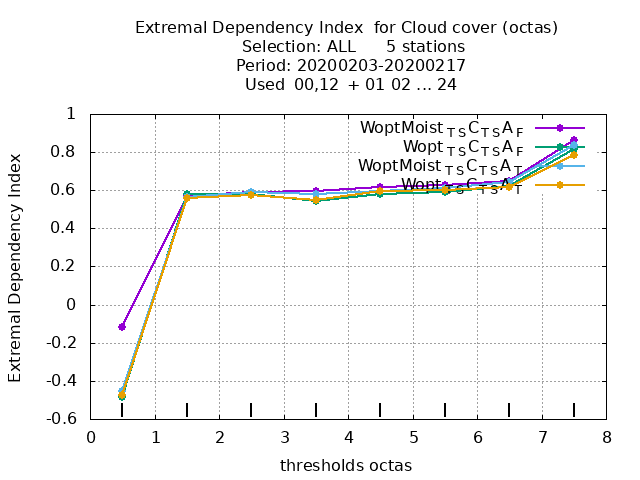 Extremal Dependency Index  for Cloud cover (octas)
Selection: ALL      5 stations
Period: 20200203-20200217
Used  00,12  + 01 02 ... 24
WoptMoist TS C TS A F
Wopt TS C TS A F
WoptMoist TS C TS A T
Wopt TS C TS A T
Extremal Dependency Index
1
0.8
0.6
0.4
0.2
0
-0.2
-0.4
-0.6
0 1 2 3 4 5 6 7 8
thresholds octas